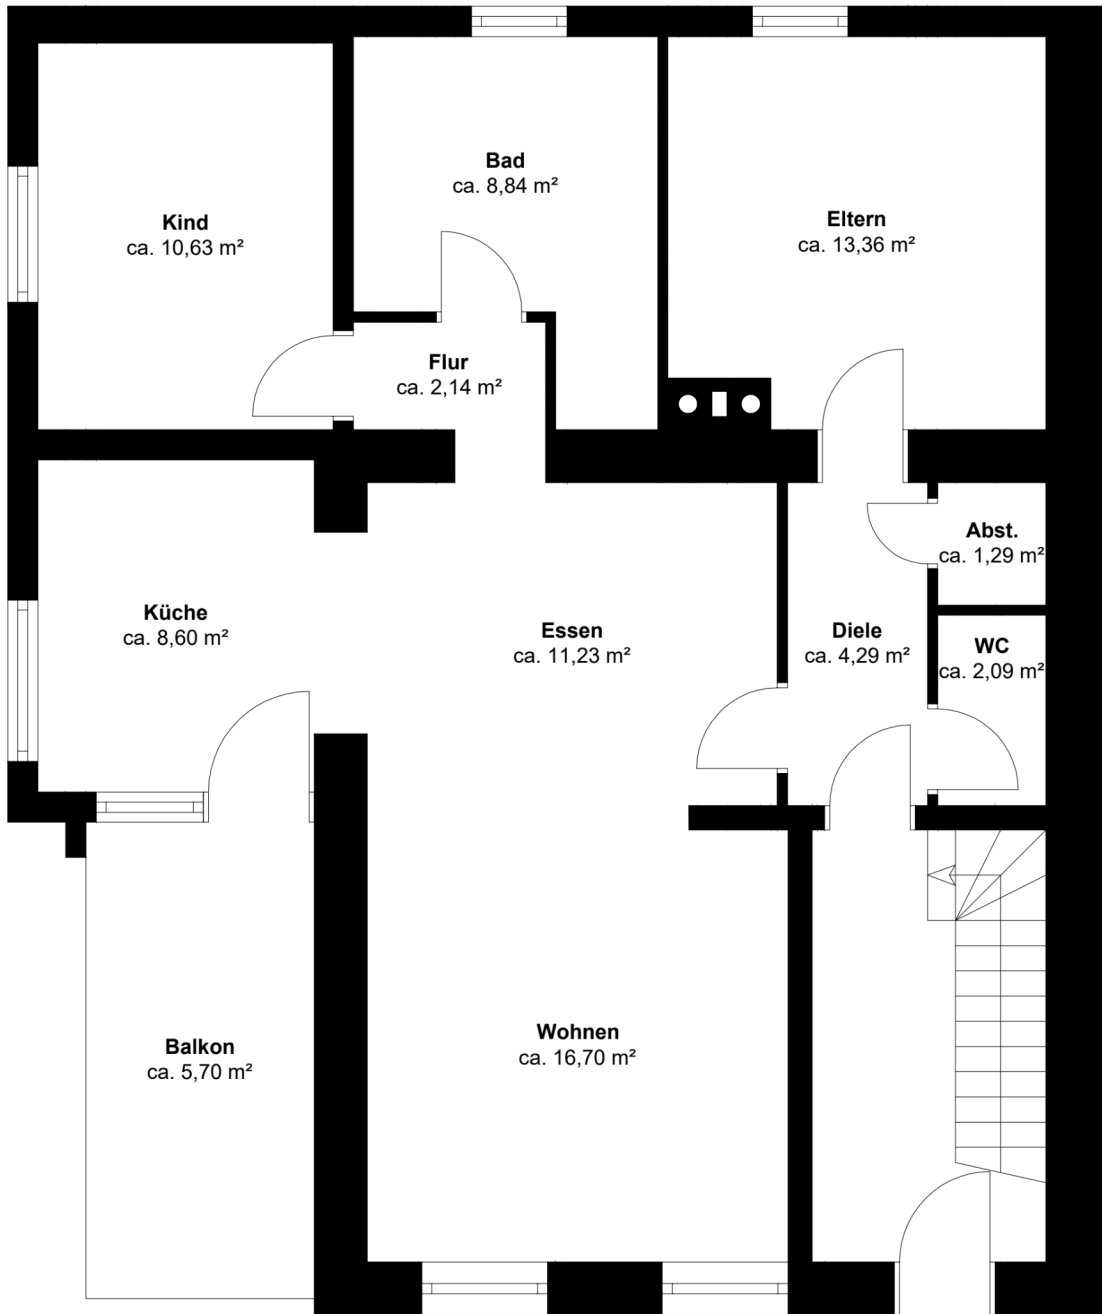 Bad
ca. 8,84 m²
Kind
ca. 10,63 m²
Eltern
ca. 13,36 m²
Flur
ca. 2,14 m²
Abst.
ca. 1,29 m²
Küche
ca. 8,60 m²
Essen
ca. 11,23 m²
Diele
ca. 4,29 m²
WC
ca. 2,09 m²
Wohnen
ca. 16,70 m²
Balkon
ca. 5,70 m²